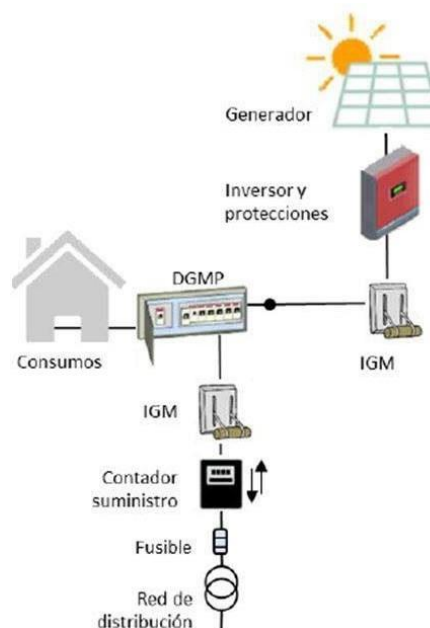 Generador
Inversor y
protecciones
DGMP
Consumos
IGM
IGM
Contador
suministro
Fusible
Red de
distribución